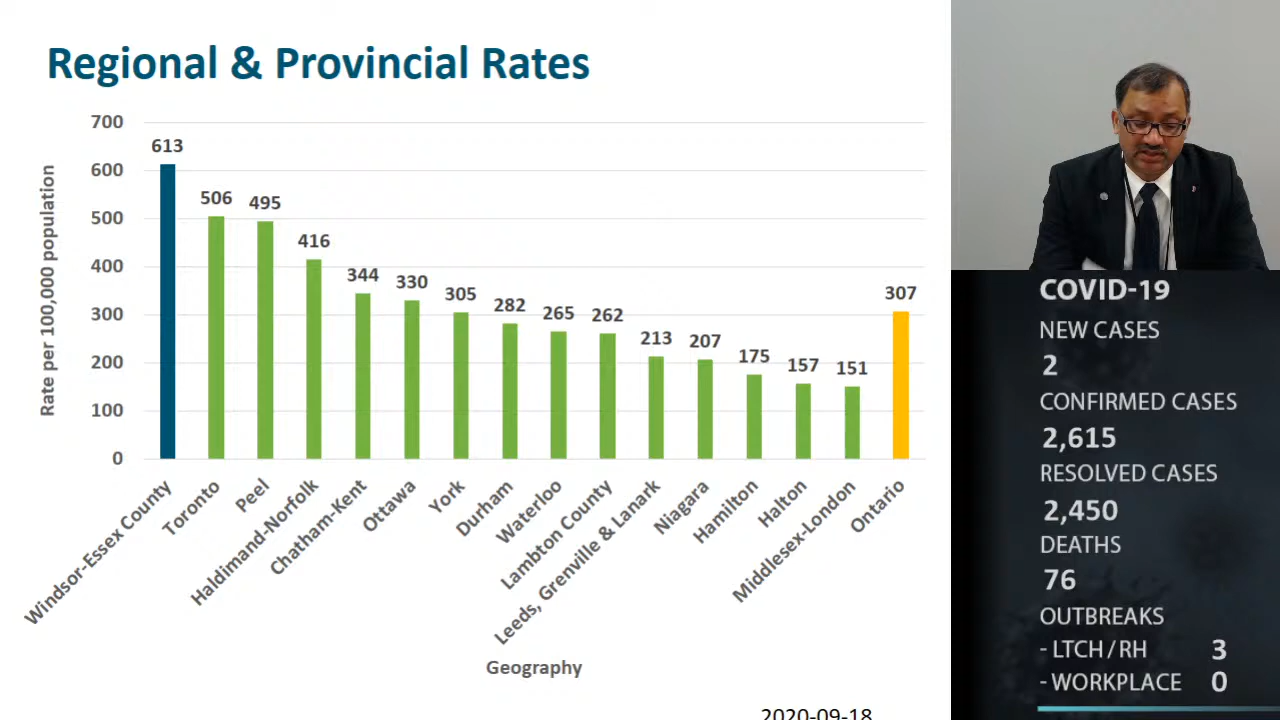 Regional & Provincial Rates
Rate per 100,000 population
700
600
500
400
300
200
100
0
613
506
495
416
344
330
305
282
265
262
213
207
175
157
151
307
Windsor-Essex County
Toronto
Peel
Haldimand-Norfolk
Chatham-Kent
Ottawa
York
Durham
Waterloo
Lambton County
Leeds, Grenville & Lanark
Niagara
Hamilton
Halton
Middlesex-London
Ontario
Geography
2020-09-18
COVID-19
NEW CASES
2
CONFIRMED CASES
2,615
RESOLVED CASES
2,450
DEATHS
76
OUTBREAKS
- LTCH / RH 3
- WORKPLACE 0